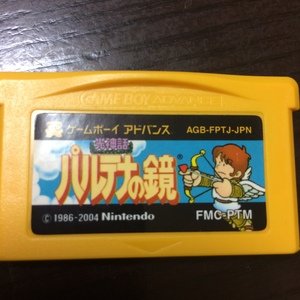 GAME BOY ADVANCE
ゲームボーイ アドバンス AGB-FPTJ-JPN
光神話
パルテナの鏡
© 1986-2004 Nintendo FMC-PTM